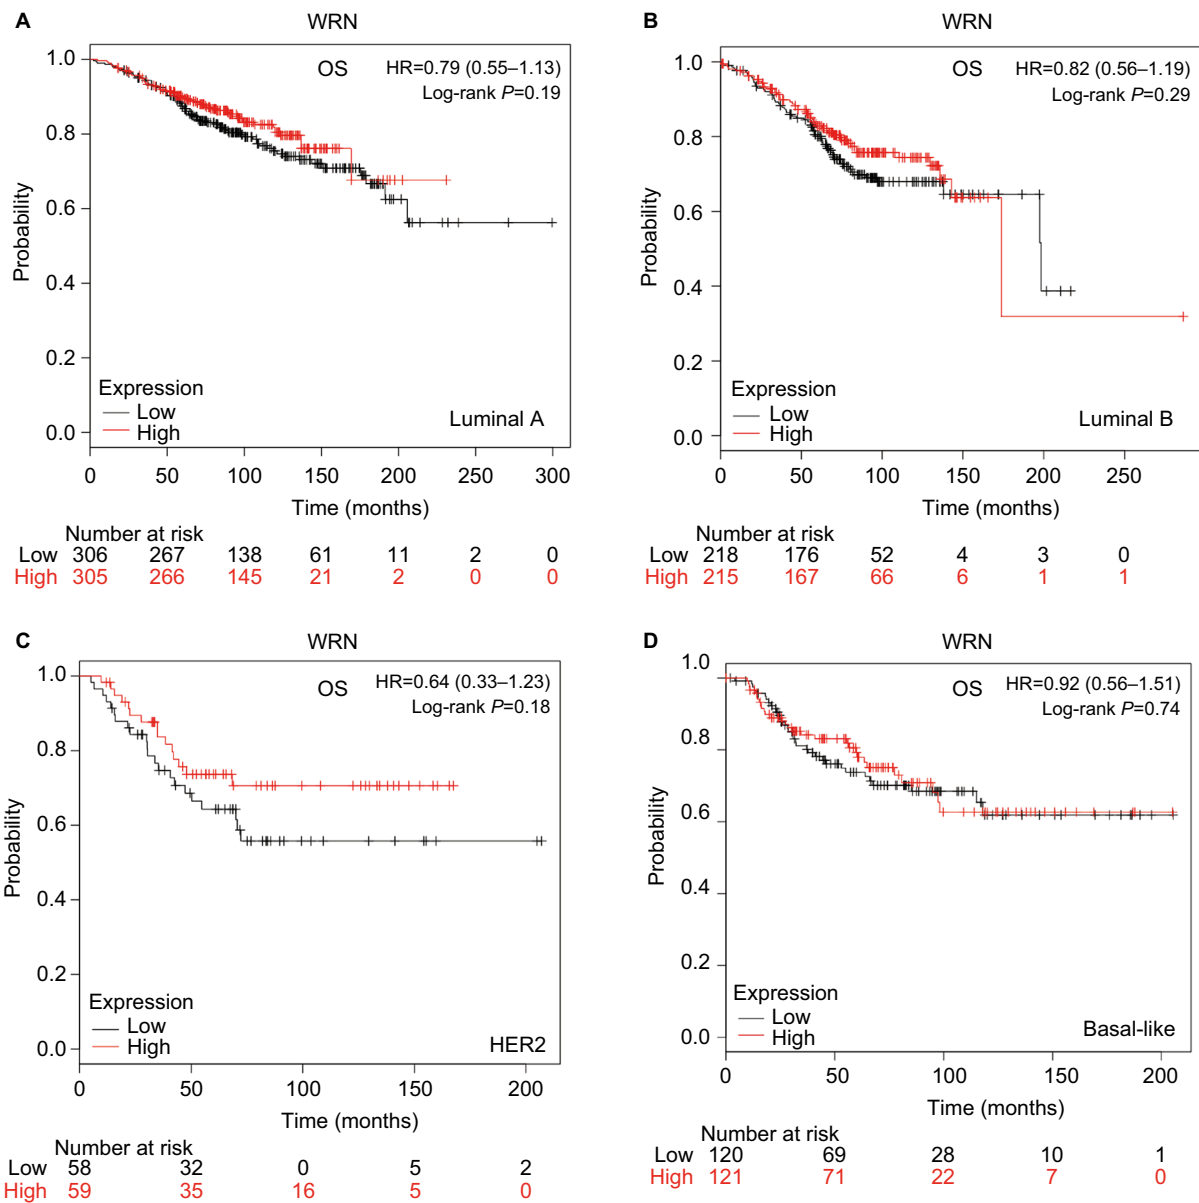 A
WRN
1.0
0.8
0.6
0.4
0.2
0.0
Probability
OS
HR=0.79 (0.55–1.13)
Log-rank P=0.19
Expression
Low
High
Luminal A
0 50 100 150 200 250 300
Time (months)
Number at risk
Low 306 267 138 61 11 2 0
High 305 266 145 21 2 0 0
B
WRN
1.0
0.8
0.6
0.4
0.2
0.0
Probability
OS
HR=0.82 (0.56–1.19)
Log-rank P=0.29
Expression
Low
High
Luminal B
0 50 100 150 200 250
Time (months)
Number at risk
Low 218 176 52 4 3 0
High 215 167 66 6 1 1
C
WRN
1.0
0.8
0.6
0.4
0.2
0.0
Probability
OS
HR=0.64 (0.33–1.23)
Log-rank P=0.18
Expression
Low
High
HER2
0 50 100 150 200
Time (months)
Number at risk
Low 58 32 0 5 2
High 59 35 16 5 0
D
WRN
1.0
0.8
0.6
0.4
0.2
0.0
Probability
OS
HR=0.92 (0.56–1.51)
Log-rank P=0.74
Expression
Low
High
Basal-like
0 50 100 150 200
Time (months)
Number at risk
Low 120 69 28 10 1
High 121 71 22 7 0